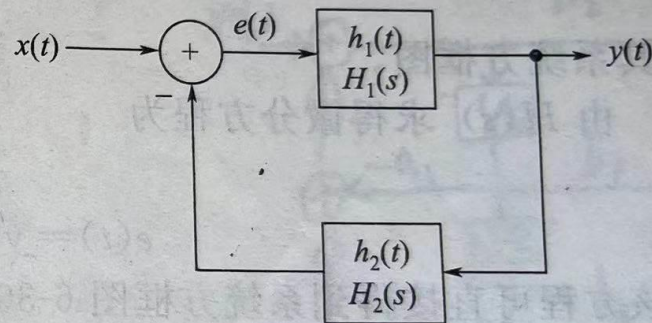 x(t)
+
e(t)
h₁(t)
H₁(s)
y(t)
−
h₂(t)
H₂(s)